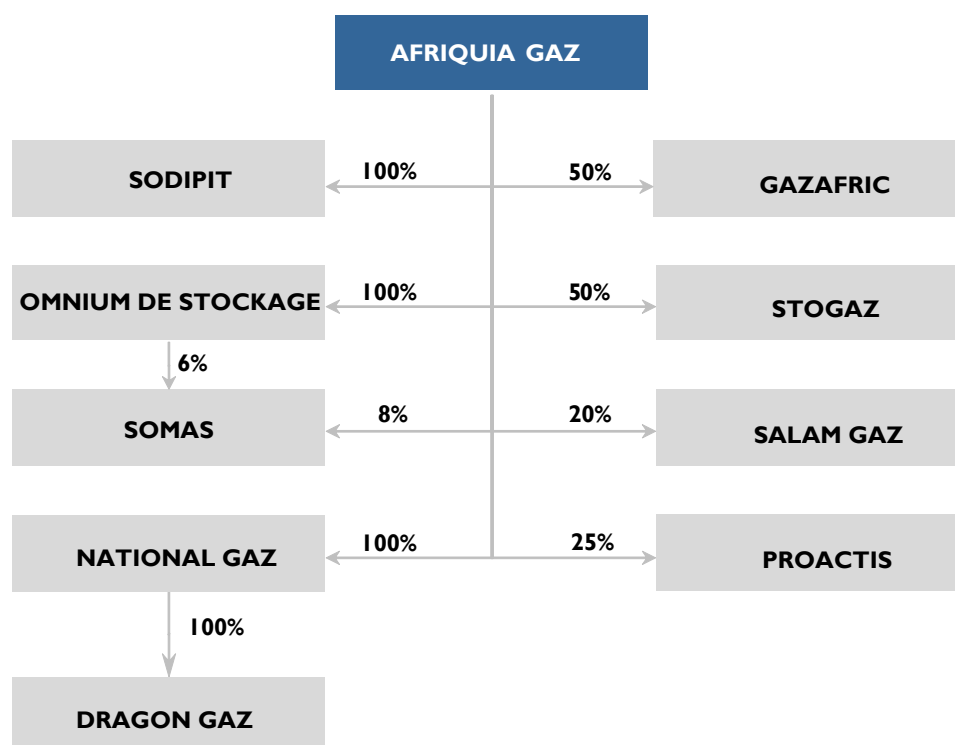 AFRIQUIA GAZ
SODIPIT
100%
50%
GAZAFRIC
OMNIUM DE STOCKAGE
100%
50%
STOGAZ
6%
SOMAS
8%
20%
SALAM GAZ
NATIONAL GAZ
100%
25%
PROACTIS
100%
DRAGON GAZ